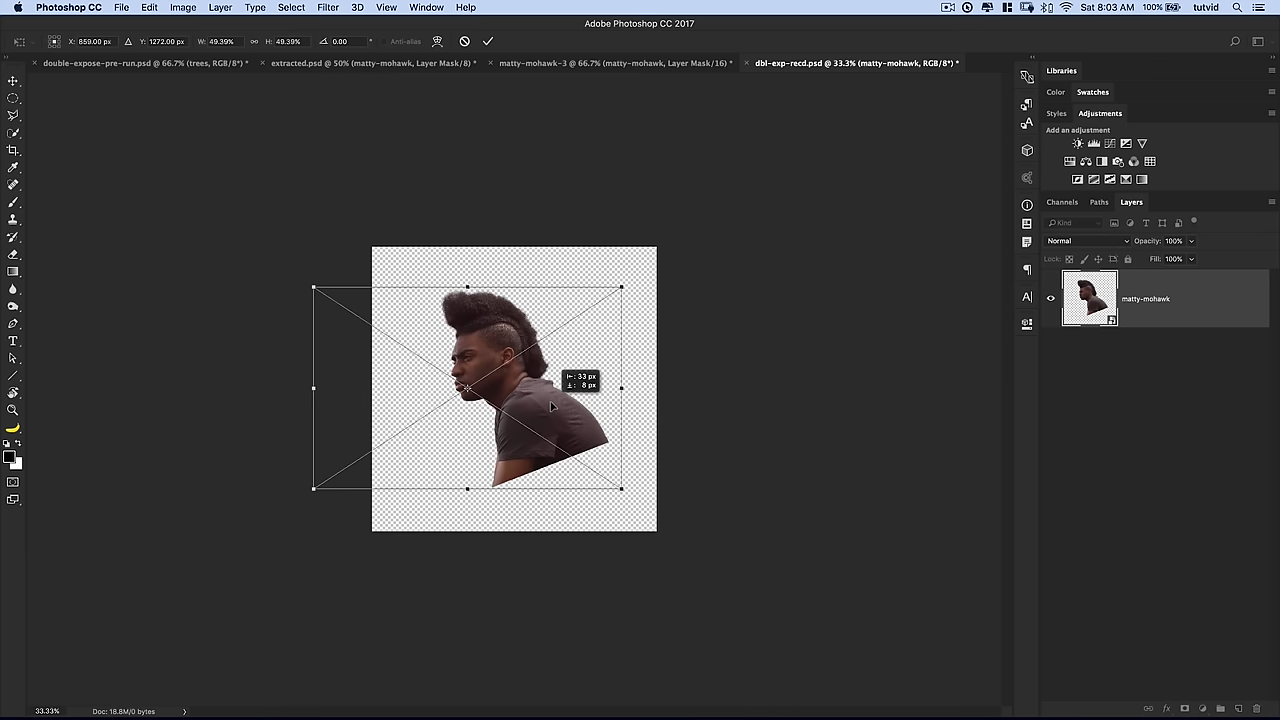 Photoshop CC File Edit Image Layer Type Select Filter 3D View Window Help 100% Sat 8:03 AM tutvid
Adobe Photoshop CC 2017
X: 859.00 px Y: 1272.00 px W: 49.39% H: 49.39% 0.00 ° Anti-alias
× double-expose-pre-run.psd @ 66.7% (trees, RGB/8*) * × extracted.psd @ 50% (matty-mohawk, Layer Mask/8) * × matty-mohawk-3 @ 66.7% (matty-mohawk, Layer Mask/16) * × dbl-exp-recd.psd @ 33.3% (matty-mohawk, RGB/8*) *
Libraries
Color Swatches
Styles Adjustments
Add an adjustment
Channels Paths Layers
Kind
Normal Opacity: 100%
Lock: Fill: 100%
matty-mohawk
: 33 px
: 8 px
33.33% Doc: 18.8M/0 bytes